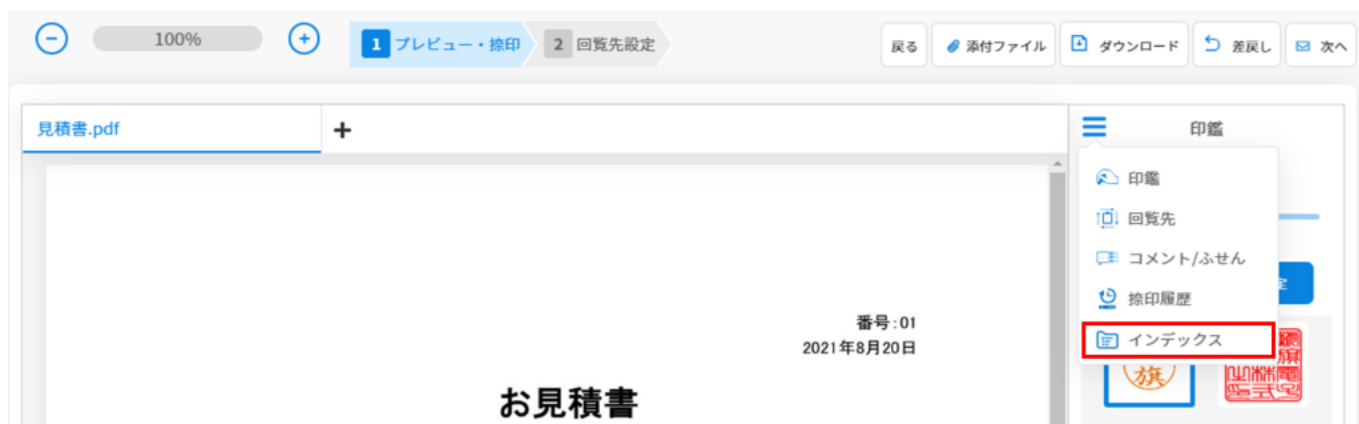 100%
1 プレビュー・捺印 2 回覧先設定
戻る 添付ファイル ダウンロード 差戻し 次へ
見積書.pdf +
印鑑
印鑑
回覧先
コメント/ふせん
捺印履歴
インデックス
旗
番号:01
2021年8月20日
お見積書